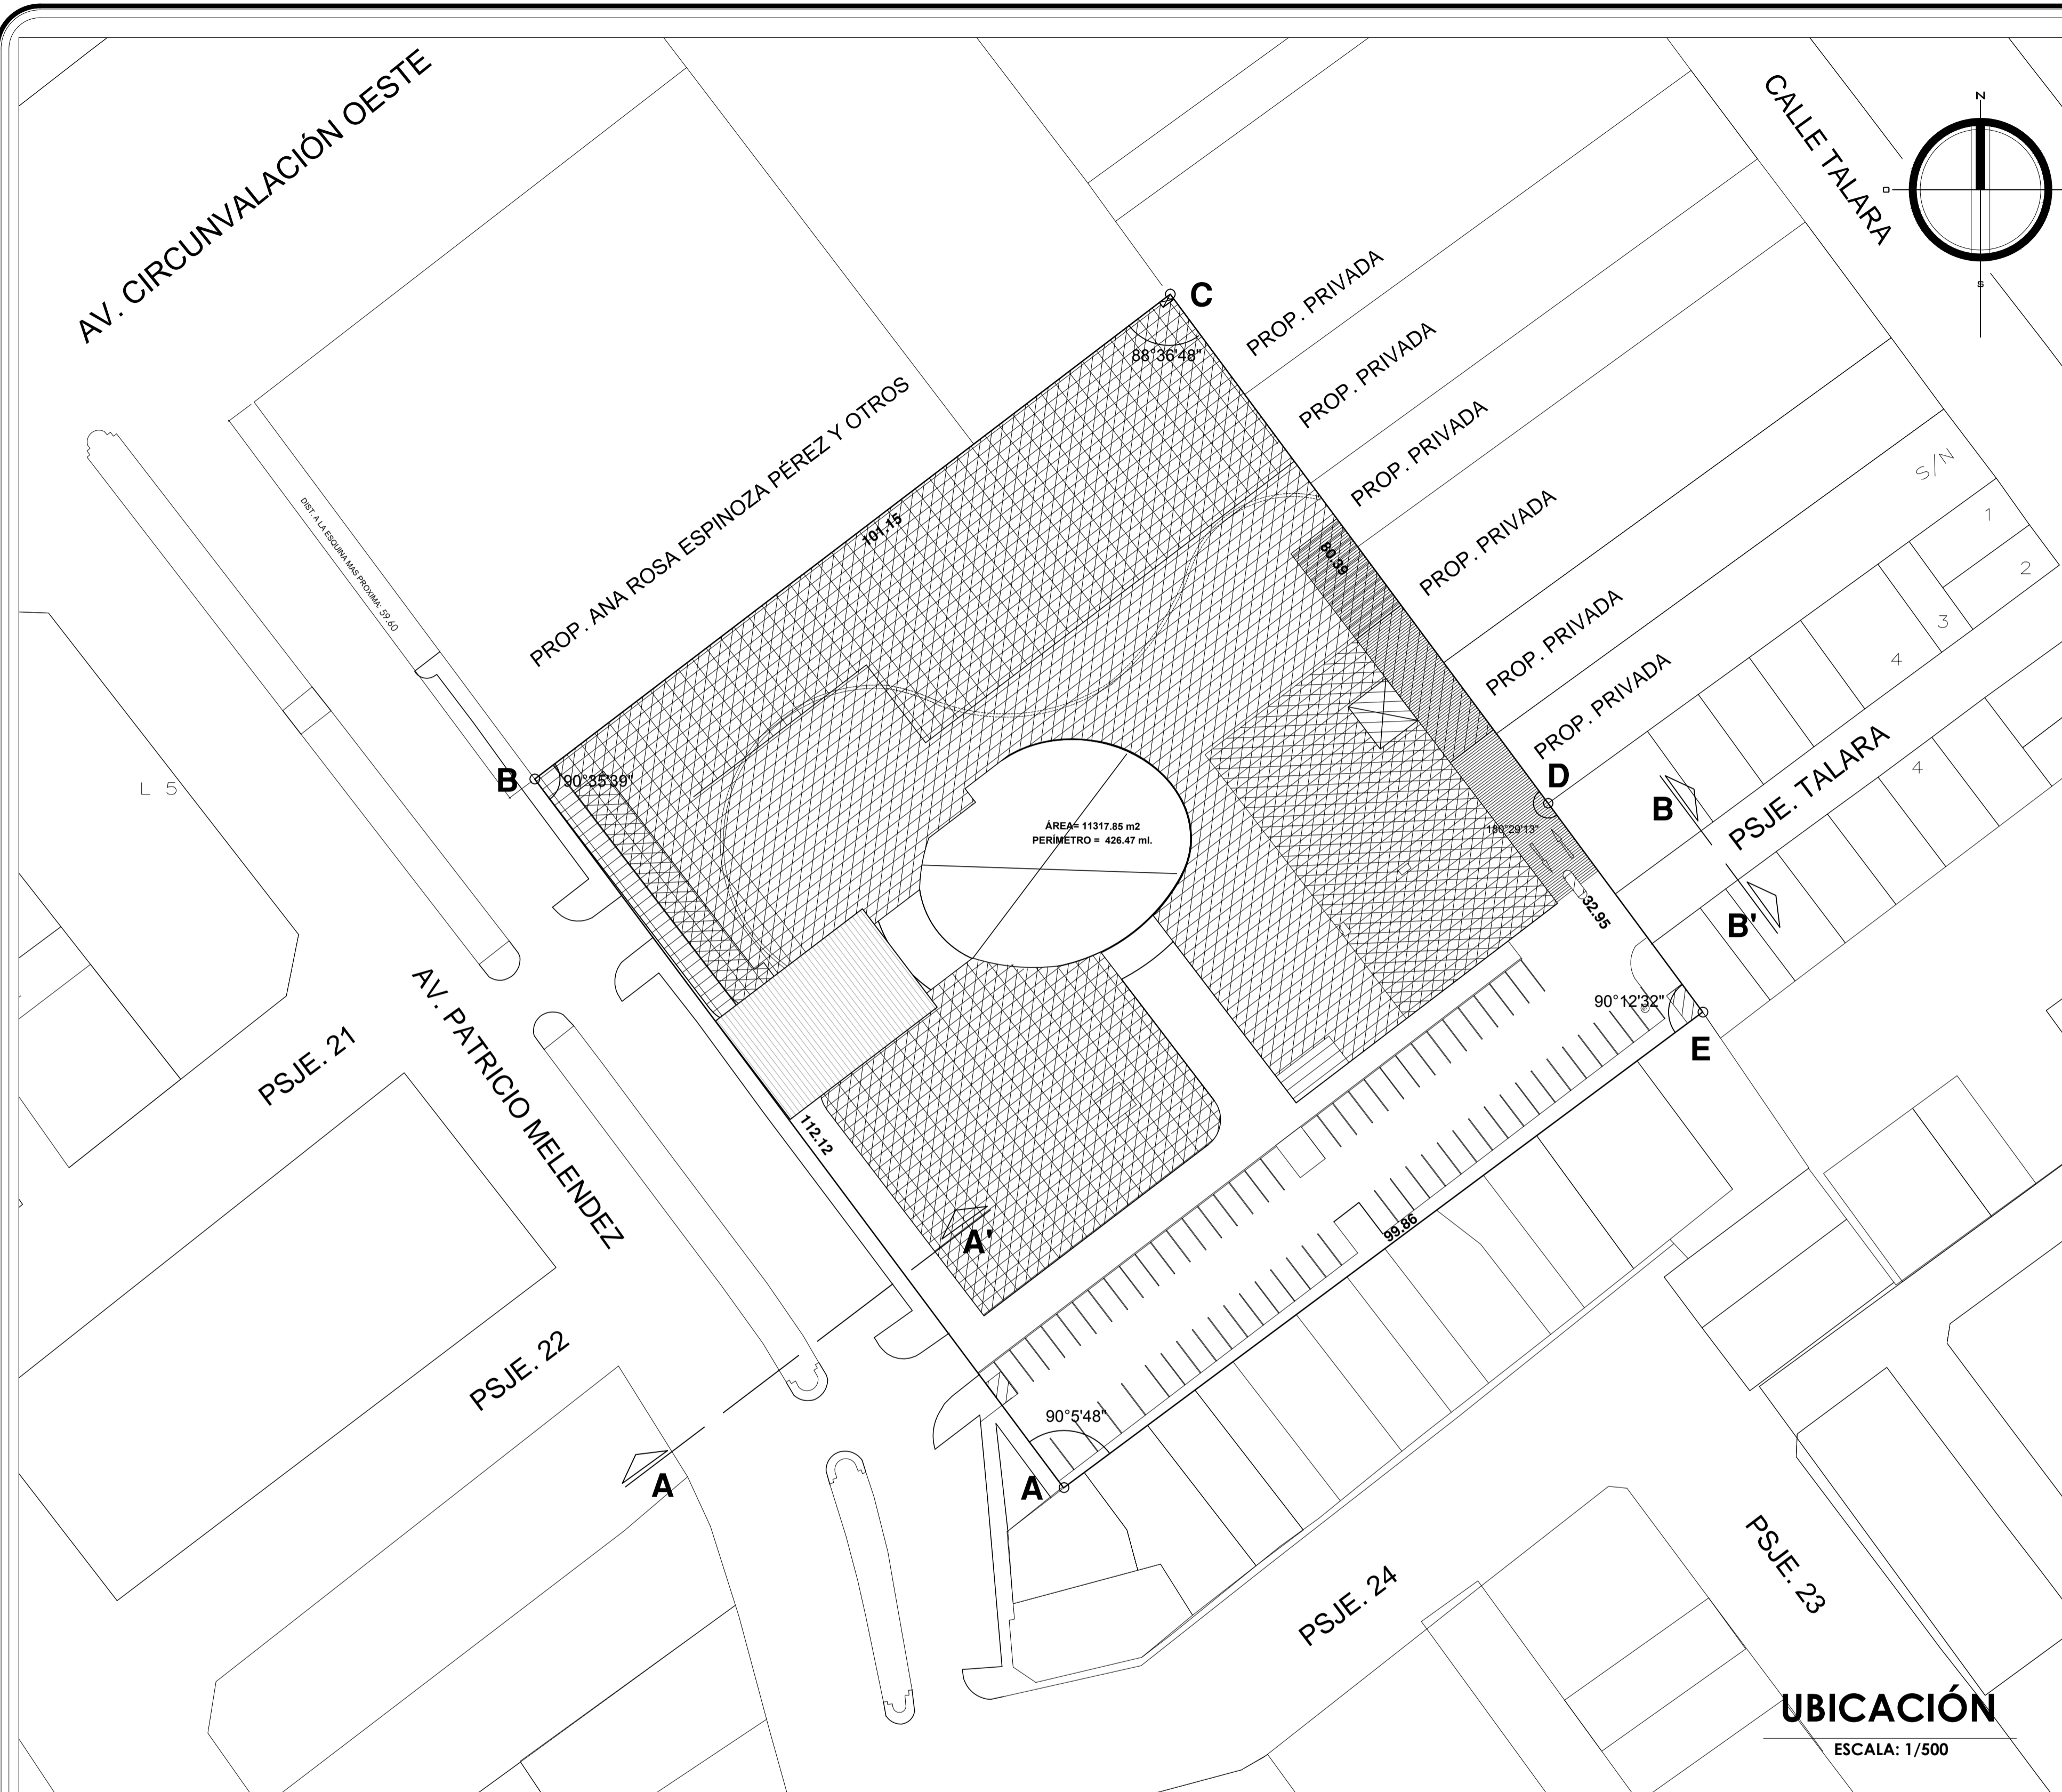 AV. CIRCUNVALACIÓN OESTE
CALLE TALARA
N
O
S
C
88°36'48"
PROP. PRIVADA
PROP. PRIVADA
PROP. PRIVADA
PROP. PRIVADA
PROP. PRIVADA
PROP. PRIVADA
PROP. ANA ROSA ESPINOZA PÉREZ Y OTROS
101.15
80.39
DIST. A LA ESQUINA MAS PROXIMA: 59.60
S/N
1
2
3
4
4
L 5
B
90°35'39"
D
180°29'13"
B
PSJE. TALARA
B'
ÁREA= 11317.85 m2
PERÍMETRO = 426.47 ml.
32.95
90°12'32"
E
AV. PATRICIO MELENDEZ
PSJE. 21
112.12
A'
99.86
PSJE. 22
A
90°5'48"
A
PSJE. 24
PSJE. 23
UBICACIÓN
ESCALA: 1/500